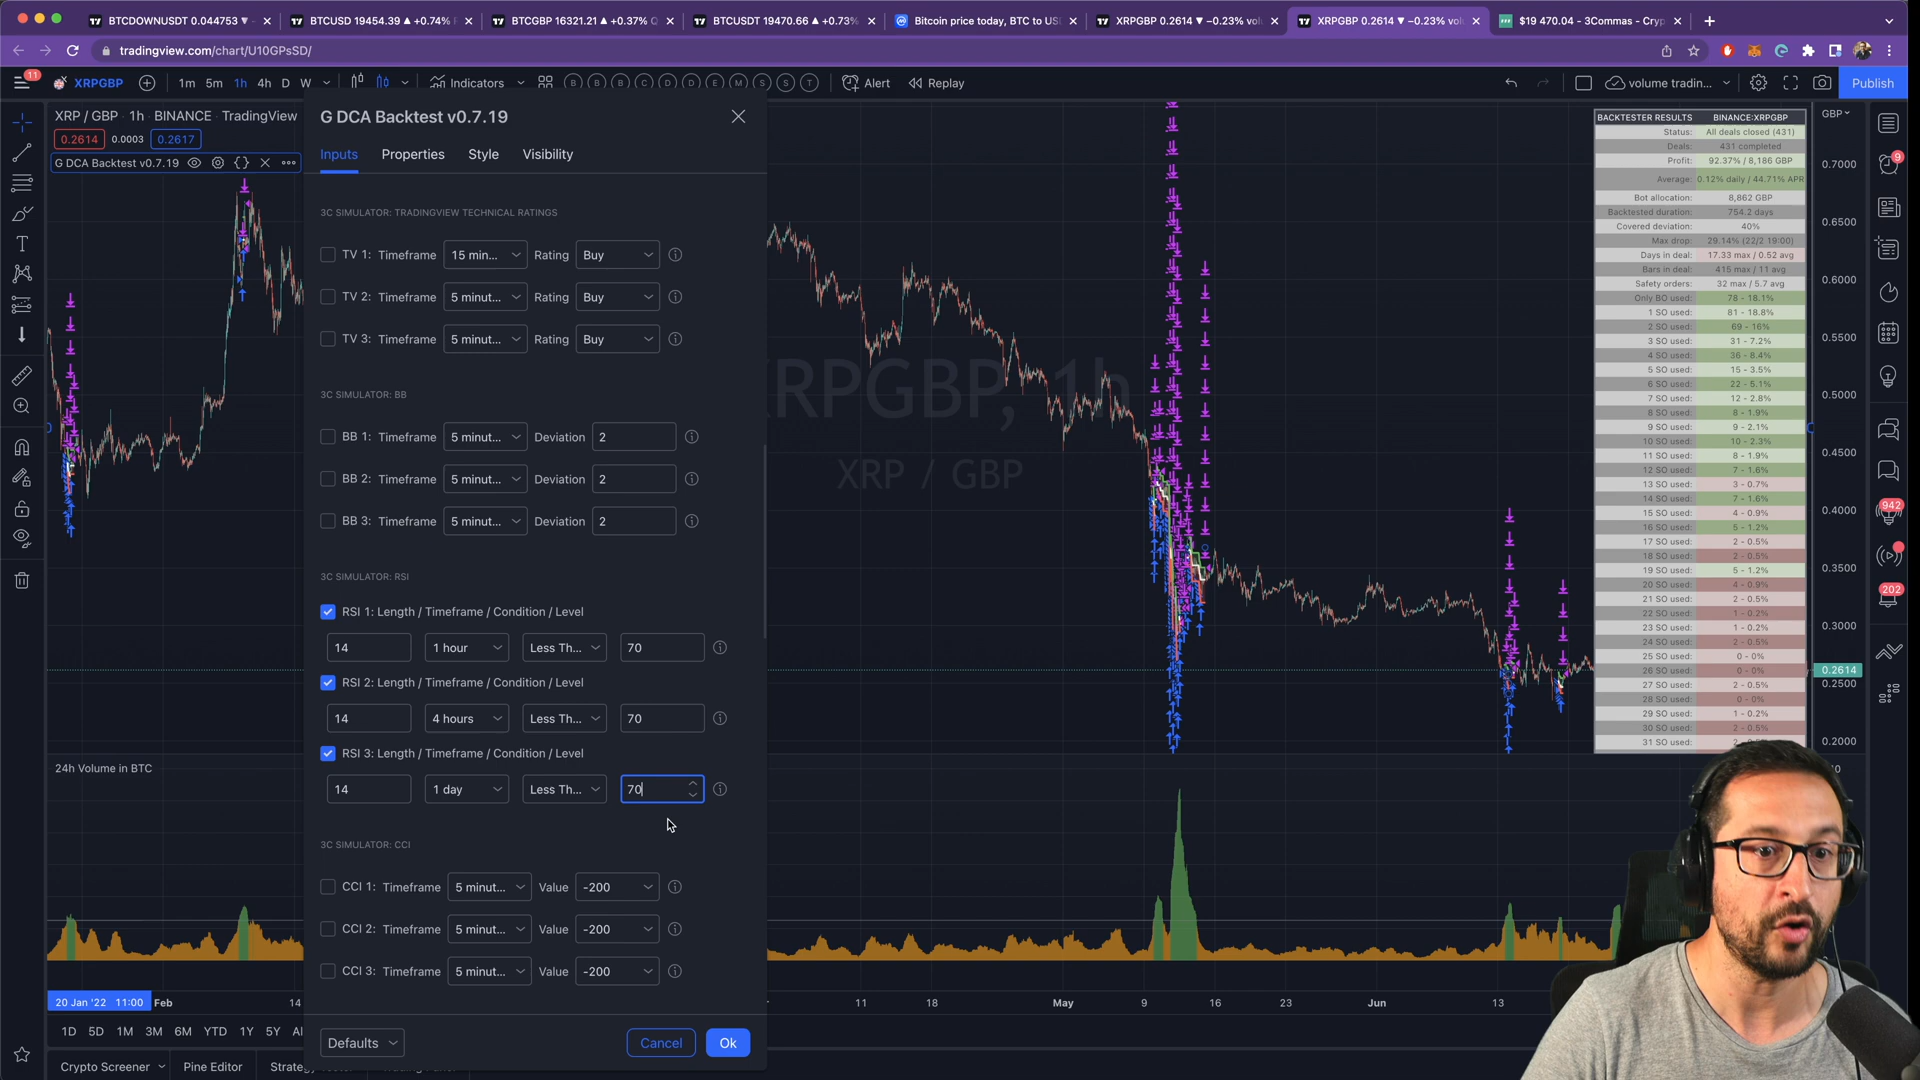 BTCDOWNUSDT 0.044753 ▼
BTCUSD 19454.39 ▲ +0.74%
BTCGBP 16321.21 ▲ +0.37%
BTCUSDT 19470.66 ▲ +0.73%
Bitcoin price today, BTC to US
XRPGBP 0.2614 ▼ −0.23% vol
XRPGBP 0.2614 ▼ −0.23% vol
$19 470.04 - 3Commas - Cryp
tradingview.com/chart/U10GPsSD/
11
XRPGBP
1m 5m 1h 4h D W
Indicators
B B B C D D E M S S T
Alert
Replay
volume tradin...
Publish
XRP / GBP · 1h · BINANCE · TradingView
0.2614 0.0003 0.2617
G DCA Backtest v0.7.19
G DCA Backtest v0.7.19
Inputs Properties Style Visibility
3C SIMULATOR: TRADINGVIEW TECHNICAL RATINGS
TV 1: Timeframe 15 min... Rating Buy
TV 2: Timeframe 5 minut... Rating Buy
TV 3: Timeframe 5 minut... Rating Buy
3C SIMULATOR: BB
BB 1: Timeframe 5 minut... Deviation 2
BB 2: Timeframe 5 minut... Deviation 2
BB 3: Timeframe 5 minut... Deviation 2
3C SIMULATOR: RSI
RSI 1: Length / Timeframe / Condition / Level
14 1 hour Less Th... 70
RSI 2: Length / Timeframe / Condition / Level
14 4 hours Less Th... 70
RSI 3: Length / Timeframe / Condition / Level
14 1 day Less Th... 70
3C SIMULATOR: CCI
CCI 1: Timeframe 5 minut... Value -200
CCI 2: Timeframe 5 minut... Value -200
CCI 3: Timeframe 5 minut... Value -200
Defaults Cancel Ok
RPGBP, 1h
XRP / GBP
BACKTESTER RESULTS BINANCE:XRPGBP
Status: All deals closed (431)
Deals: 431 completed
Profit: 92.37% / 8,186 GBP
Average: 0.12% daily / 44.71% APR
Bot allocation: 8,862 GBP
Backtested duration: 754.2 days
Covered deviation: 40%
Max drop: 29.14% (22/2 19:00)
Days in deal: 17.33 max / 0.52 avg
Bars in deal: 415 max / 11 avg
Safety orders: 32 max / 5.7 avg
Only BO used: 78 - 18.1%
1 SO used: 81 - 18.8%
2 SO used: 69 - 16%
3 SO used: 31 - 7.2%
4 SO used: 36 - 8.4%
5 SO used: 15 - 3.5%
6 SO used: 22 - 5.1%
7 SO used: 12 - 2.8%
8 SO used: 8 - 1.9%
9 SO used: 9 - 2.1%
10 SO used: 10 - 2.3%
11 SO used: 8 - 1.9%
12 SO used: 7 - 1.6%
13 SO used: 3 - 0.7%
14 SO used: 7 - 1.6%
15 SO used: 4 - 0.9%
16 SO used: 5 - 1.2%
17 SO used: 2 - 0.5%
18 SO used: 2 - 0.5%
19 SO used: 5 - 1.2%
20 SO used: 4 - 0.9%
21 SO used: 2 - 0.5%
22 SO used: 1 - 0.2%
23 SO used: 1 - 0.2%
24 SO used: 2 - 0.5%
25 SO used: 0 - 0%
26 SO used: 0 - 0%
27 SO used: 2 - 0.5%
28 SO used: 0 - 0%
29 SO used: 1 - 0.2%
30 SO used: 2 - 0.5%
31 SO used:
GBP
0.7000
0.6500
0.6000
0.5500
0.5000
0.4500
0.4000
0.3500
0.3000
0.2614
0.2500
0.2000
9
942
202
24h Volume in BTC
20 Jan '22 11:00 Feb 14
11 18 May 9 16 23 Jun 13
1D 5D 1M 3M 6M YTD 1Y 5Y
Crypto Screener Pine Editor